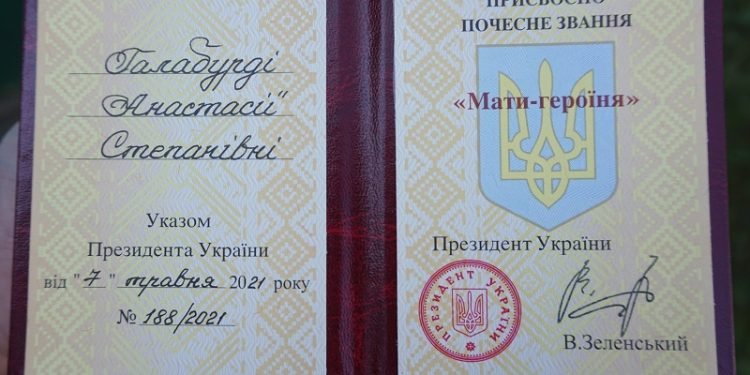 Галабурді
Анастасії
Степанівні
Указом
Президента України
від "7" травня 2021 року
№ 188/2021
ПРИСВОЄНО
ПОЧЕСНЕ ЗВАННЯ
«Мати-героїня»
Президент України
ПРЕЗИДЕНТ УКРАЇНИ
В.Зеленський